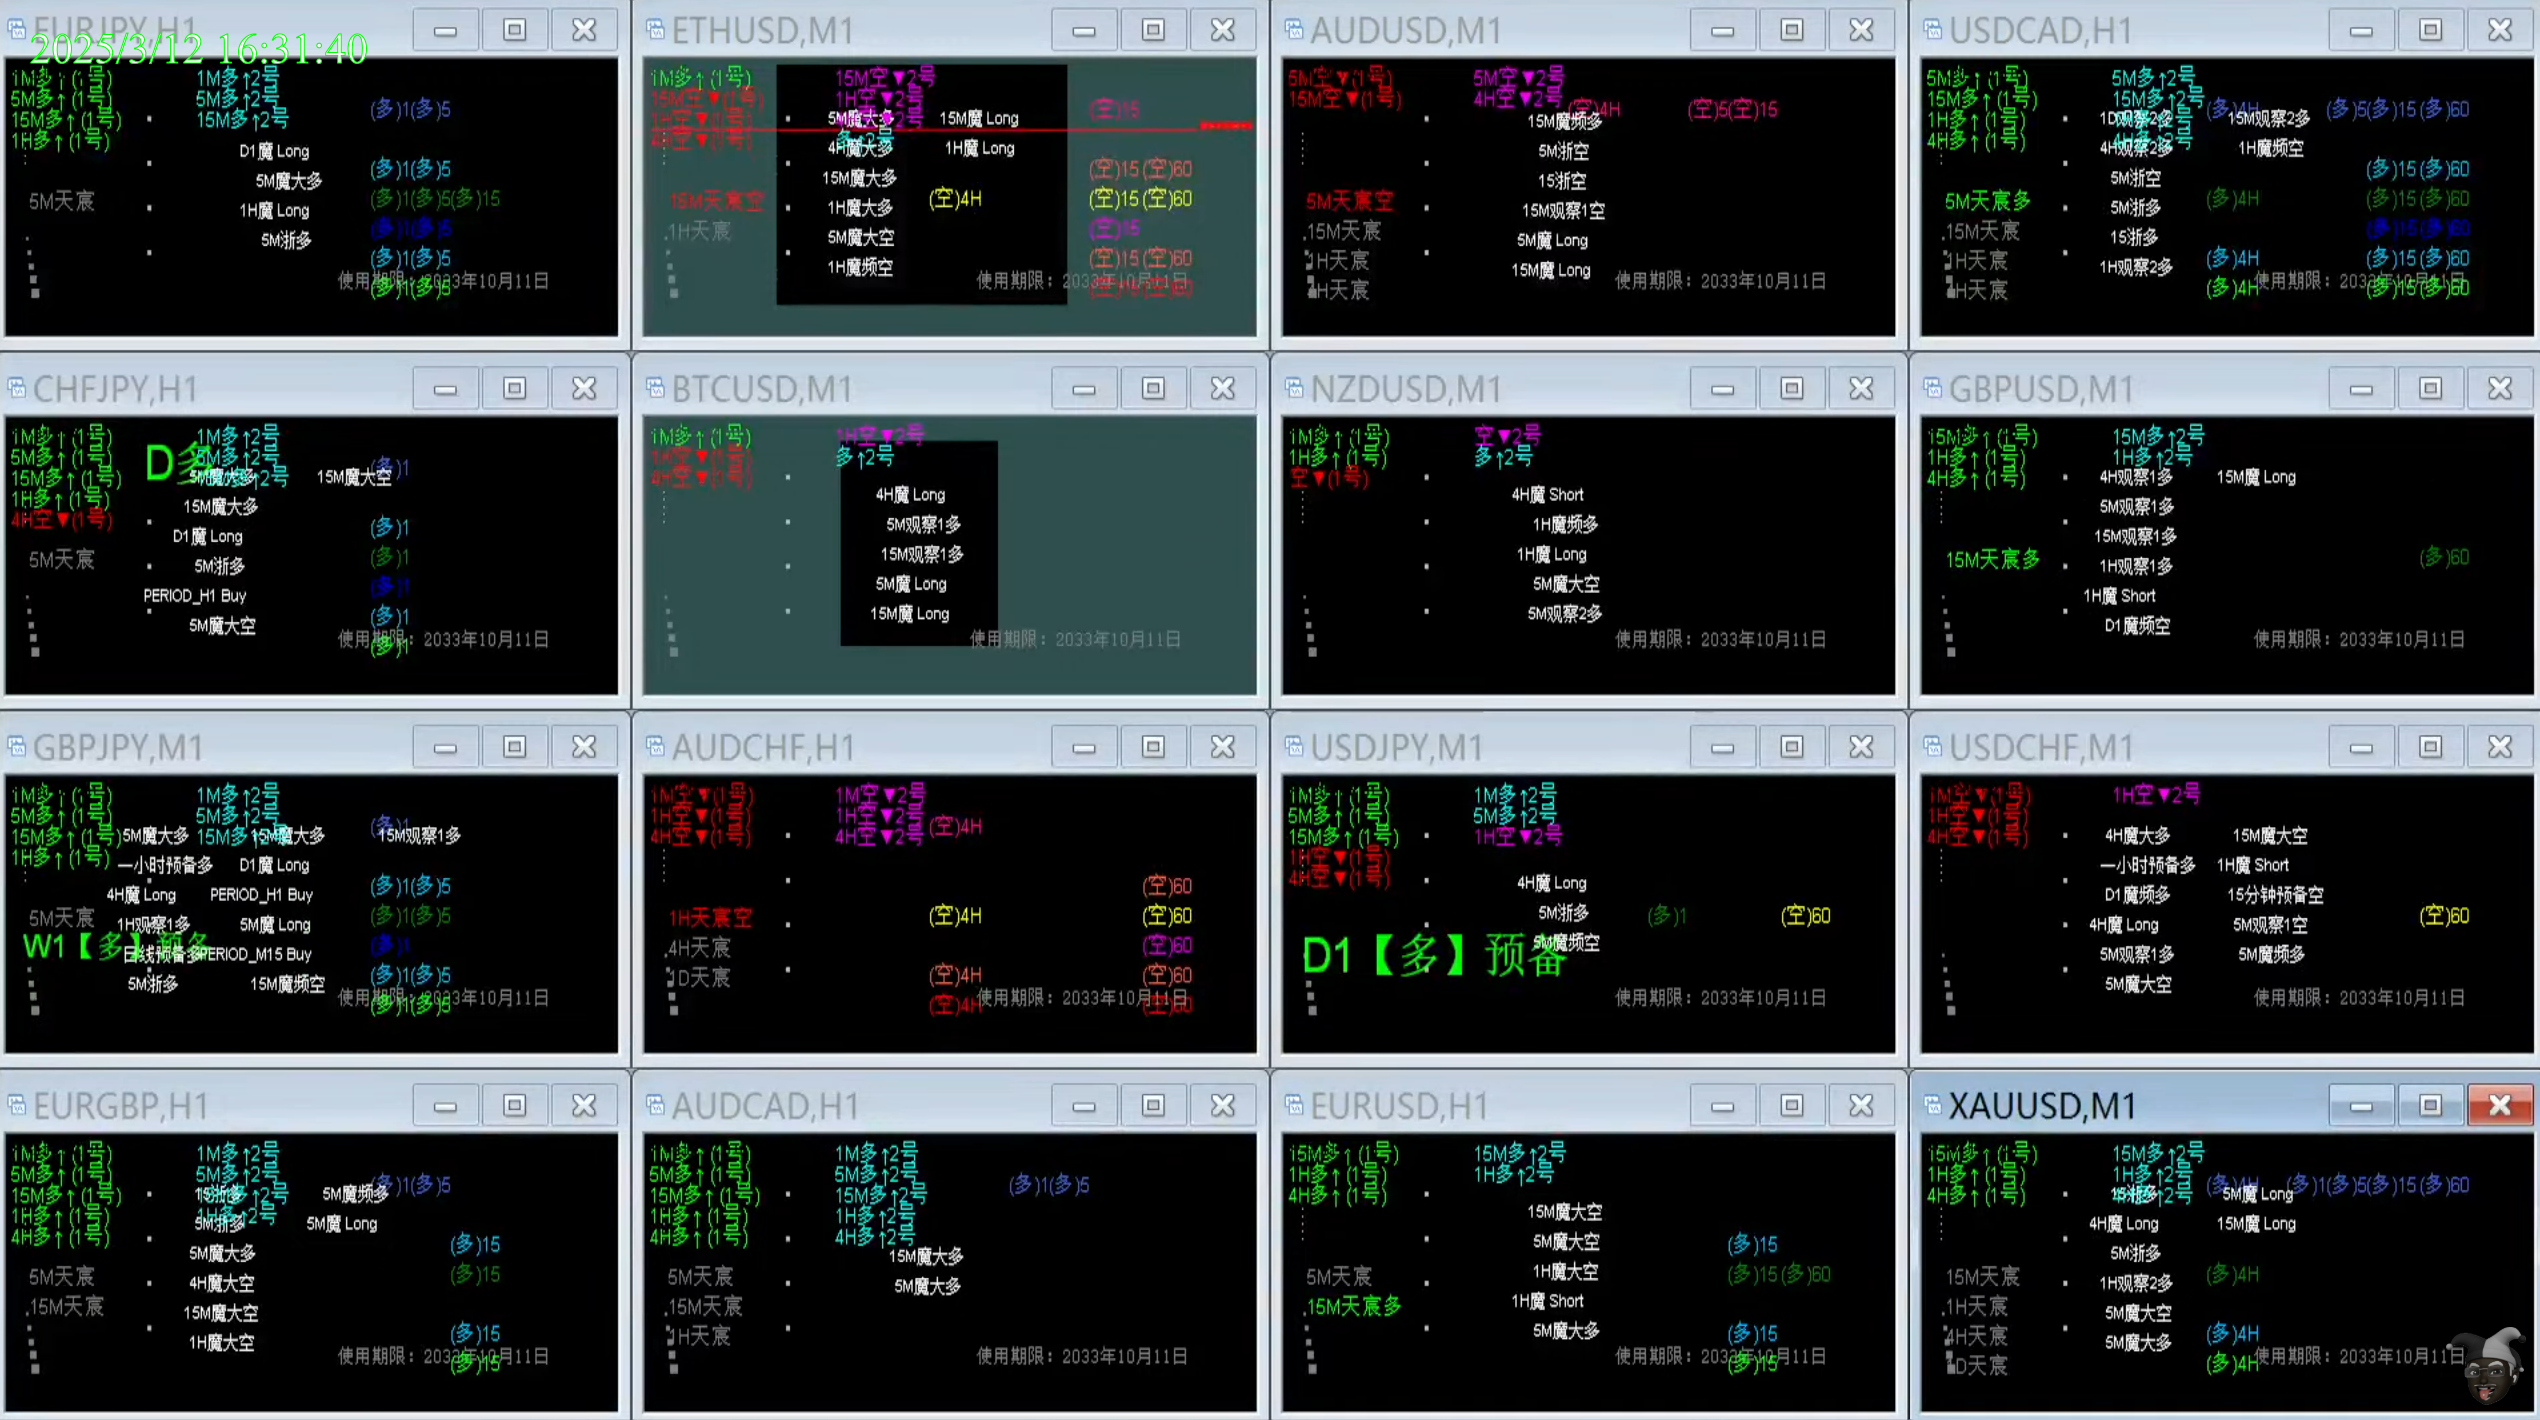 EURJPY,H1
2025/3/12 16:31:40
1M多↑(1号) 1M多↑2号
5M多↑(1号) 5M多↑2号 (多)1(多)5
15M多↑(1号) 15M多↑2号
1H多↑(1号)
D1魔 Long
5M魔大多 (多)1(多)5
5M天宸 1H魔 Long (多)1(多)5(多)15
5M浙多 (多)1(多)5
(多)1(多)5
使用期限: 2033年10月11日
(多)1(多)5
ETHUSD,M1
1M多↑(1号) 15M空▼2号
15M空▼(1号) 1H空▼2号 (空)15
1H空▼(1号) 5M魔大多 15M魔 Long
4H空▼(1号) 多↑2号
4H魔大多 1H魔 Long
15M魔大多 (空)15(空)60
15M天宸空 1H魔大多 (空)4H (空)15(空)60
1H天宸 5M魔大空 (空)15
1H魔频空 (空)15(空)60
使用期限: 2033年10月11日
AUDUSD,M1
5M空▼(1号) 5M空▼2号
15M空▼(1号) 4H空▼2号 (空)4H (空)5(空)15
15M魔频多
5M浙空
15浙空
5M天宸空 15M观察1空
15M天宸 5M魔 Long
1H天宸 15M魔 Long
4H天宸
使用期限: 2033年10月11日
USDCAD,H1
5M多↑(1号) 5M多↑2号
15M多↑(1号) 15M多↑2号 (多)4H (多)5(多)15(多)60
1H多↑(1号) 15M观察2多
4H多↑(1号) 4H观察2多 1H魔频空
5M浙空 (多)15(多)60
5M天宸多 5M浙多 (多)4H (多)15(多)60
15M天宸 15浙多 (多)15(多)60
1H天宸 1H观察2多 (多)4H (多)15(多)60
4H天宸 (多)4H (多)15(多)60
使用期限: 2033年10月11日
CHFJPY,H1
1M多↑(1号) 1M多↑2号
5M多↑(1号) D多 5M多↑2号 (多)1
15M多↑(1号) 5M魔大多 15M魔大空
1H多↑(1号) 15M魔大多
4H空▼(1号) D1魔 Long (多)1
5M天宸 5M浙多 (多)1
PERIOD_H1 Buy (多)1
5M魔大空 (多)1
使用期限: 2033年10月11日
(多)1
BTCUSD,M1
1M多↑(1号) 1H空▼2号
1H空▼(1号) 多↑2号
4H空▼(1号)
4H魔 Long
5M观察1多
15M观察1多
5M魔 Long
15M魔 Long
使用期限: 2033年10月11日
NZDUSD,M1
1M多↑(1号) 空▼2号
1H多↑(1号) 多↑2号
空▼(1号)
4H魔 Short
1H魔频多
1H魔 Long
5M魔大空
5M观察2多
使用期限: 2033年10月11日
GBPUSD,M1
15M多↑(1号) 15M多↑2号
1H多↑(1号) 1H多↑2号
4H多↑(1号) 4H观察1多 15M魔 Long
5M观察1多
15M观察1多
15M天宸多 1H观察1多 (多)60
1H魔 Short
D1魔频空
使用期限: 2033年10月11日
GBPJPY,M1
1M多↑(1号) 1M多↑2号
5M多↑(1号) 5M多↑2号 (多)1
15M多↑(1号) 5M魔大多 15M多↑ 15M魔大多 15M观察1多
1H多↑(1号) 一小时预备多 D1魔 Long
4H魔 Long PERIOD_H1 Buy (多)1(多)5
5M天宸 1H观察1多 5M魔 Long (多)1(多)5
W1【多】预备 日线预备多 PERIOD_M15 Buy (多)1
5M浙多 15M魔频空 (多)1(多)5
使用期限: 2033年10月11日
(多)1(多)5
AUDCHF,H1
1M空▼(1号) 1M空▼2号
1H空▼(1号) 1H空▼2号 (空)4H
4H空▼(1号) 4H空▼2号
(空)60
1H天宸空 (空)4H (空)60
4H天宸 (空)60
1D天宸 (空)4H (空)60
(空)4H (空)60
使用期限: 2033年10月11日
USDJPY,M1
1M多↑(1号) 1M多↑2号
5M多↑(1号) 5M多↑2号
15M多↑(1号) 1H空▼2号
1H空▼(1号)
4H空▼(1号) 4H魔 Long
5M浙多 (多)1 (空)60
D1【多】预备 5M魔频空
使用期限: 2033年10月11日
USDCHF,M1
1M空▼(1号) 1H空▼2号
1H空▼(1号)
4H空▼(1号) 4H魔大多 15M魔大空
一小时预备多 1H魔 Short
D1魔频多 15分钟预备空
4H魔 Long 5M观察1空 (空)60
5M观察1多 5M魔频多
5M魔大空
使用期限: 2033年10月11日
EURGBP,H1
1M多↑(1号) 1M多↑2号
5M多↑(1号) 5M多↑2号 (多)1(多)5
15M多↑(1号) 15浙多 5M魔频多
1H多↑(1号) 1H多↑2号
4H多↑(1号) 5M浙多 5M魔 Long
5M魔大多 (多)15
5M天宸 4H魔大空 (多)15
15M天宸 15M魔大空
1H魔大空 (多)15
使用期限: 2033年10月11日
(多)15
AUDCAD,H1
1M多↑(1号) 1M多↑2号
5M多↑(1号) 5M多↑2号 (多)1(多)5
15M多↑(1号) 15M多↑2号
1H多↑(1号) 1H多↑2号
4H多↑(1号) 4H多↑2号
15M魔大多
5M天宸 5M魔大多
15M天宸
1H天宸
使用期限: 2033年10月11日
EURUSD,H1
15M多↑(1号) 15M多↑2号
1H多↑(1号) 1H多↑2号
4H多↑(1号)
15M魔大空
5M魔大空 (多)15
5M天宸 1H魔大空 (多)15(多)60
15M天宸多 1H魔 Short
5M魔大多 (多)15
使用期限: 2033年10月11日
(多)15
XAUUSD,M1
15M多↑(1号) 15M多↑2号
1H多↑(1号) 1H多↑2号 (多)4H (多)1(多)5(多)15(多)60
4H多↑(1号) 15浙多 5M魔 Long
4H魔 Long 15M魔 Long
5M浙多
15M天宸 1H观察2多 (多)4H
1H天宸 5M魔大空
4H天宸 5M魔大多 (多)4H
1D天宸 (多)4H
使用期限: 2033年10月11日